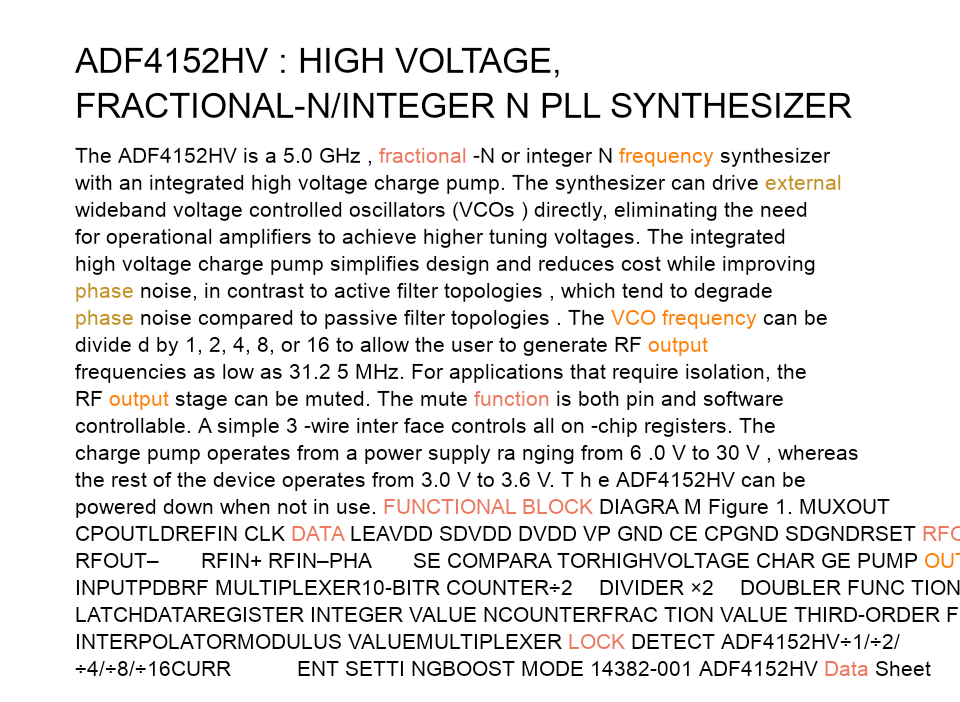 ADF4152HV : HIGH VOLTAGE,
FRACTIONAL-N/INTEGER N PLL SYNTHESIZER
The ADF4152HV is a 5.0 GHz , fractional -N or integer N frequency synthesizer
with an integrated high voltage charge pump. The synthesizer can drive external
wideband voltage controlled oscillators (VCOs ) directly, eliminating the need
for operational amplifiers to achieve higher tuning voltages. The integrated
high voltage charge pump simplifies design and reduces cost while improving
phase noise, in contrast to active filter topologies , which tend to degrade
phase noise compared to passive filter topologies . The VCO frequency can be
divide d by 1, 2, 4, 8, or 16 to allow the user to generate RF output
frequencies as low as 31.2 5 MHz. For applications that require isolation, the
RF output stage can be muted. The mute function is both pin and software
controllable. A simple 3 -wire inter face controls all on -chip registers. The
charge pump operates from a power supply ra nging from 6 .0 V to 30 V , whereas
the rest of the device operates from 3.0 V to 3.6 V. T h e ADF4152HV can be
powered down when not in use. FUNCTIONAL BLOCK DIAGRA M Figure 1. MUXOUT
CPOUTLDREFIN CLK DATA LEAVDD SDVDD DVDD VP GND CE CPGND SDGNDRSET
RFOUT– RFIN+ RFIN–PHA SE COMPARA TORHIGHVOLTAGE CHAR GE PUMP
INPUTPDBRF MULTIPLEXER10-BITR COUNTER÷2 DIVIDER ×2 DOUBLER FUNC TION
LATCHDATAREGISTER INTEGER VALUE NCOUNTERFRAC TION VALUE THIRD-ORDER
INTERPOLATORMODULUS VALUEMULTIPLEXER LOCK DETECT ADF4152HV÷1/÷2/
÷4/÷8/÷16CURR ENT SETTI NGBOOST MODE 14382-001 ADF4152HV Data Sheet